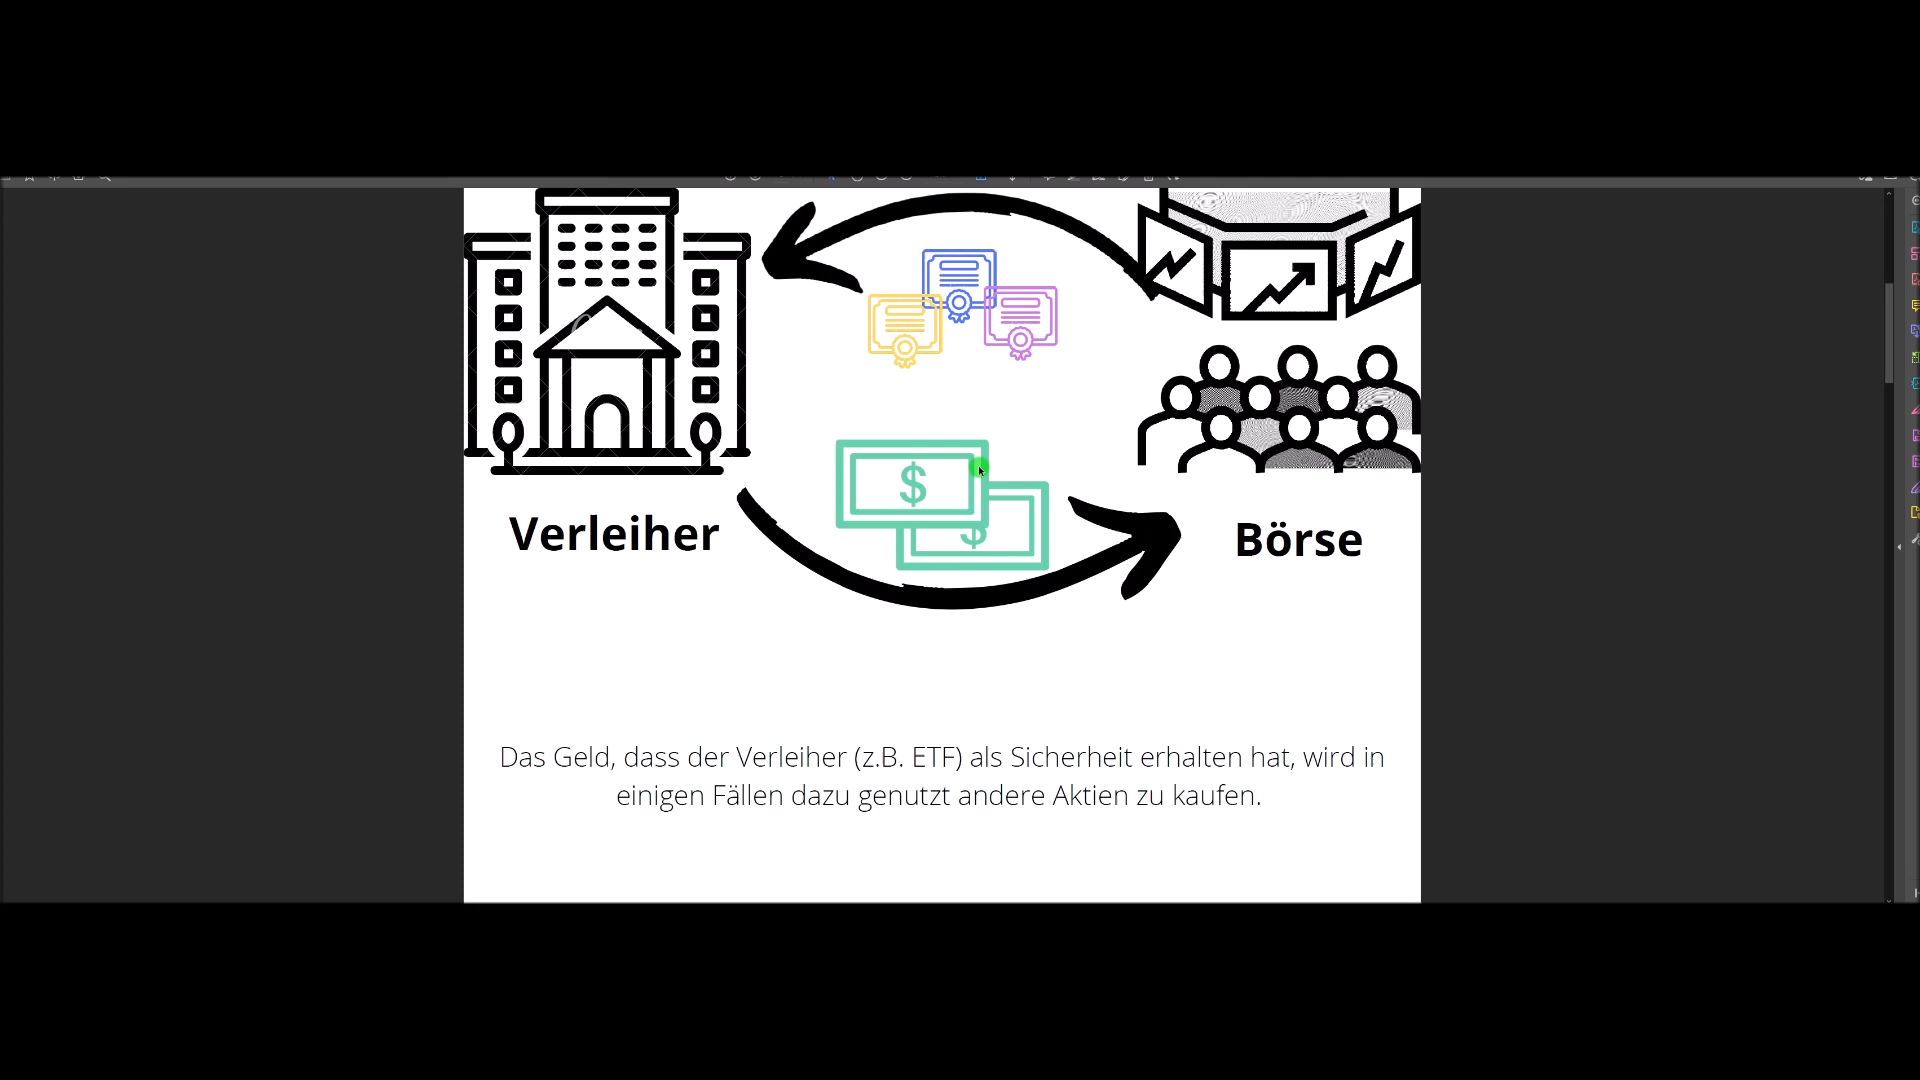 $
$
Verleiher
Börse
Das Geld, dass der Verleiher (z.B. ETF) als Sicherheit erhalten hat, wird in
einigen Fällen dazu genutzt andere Aktien zu kaufen.